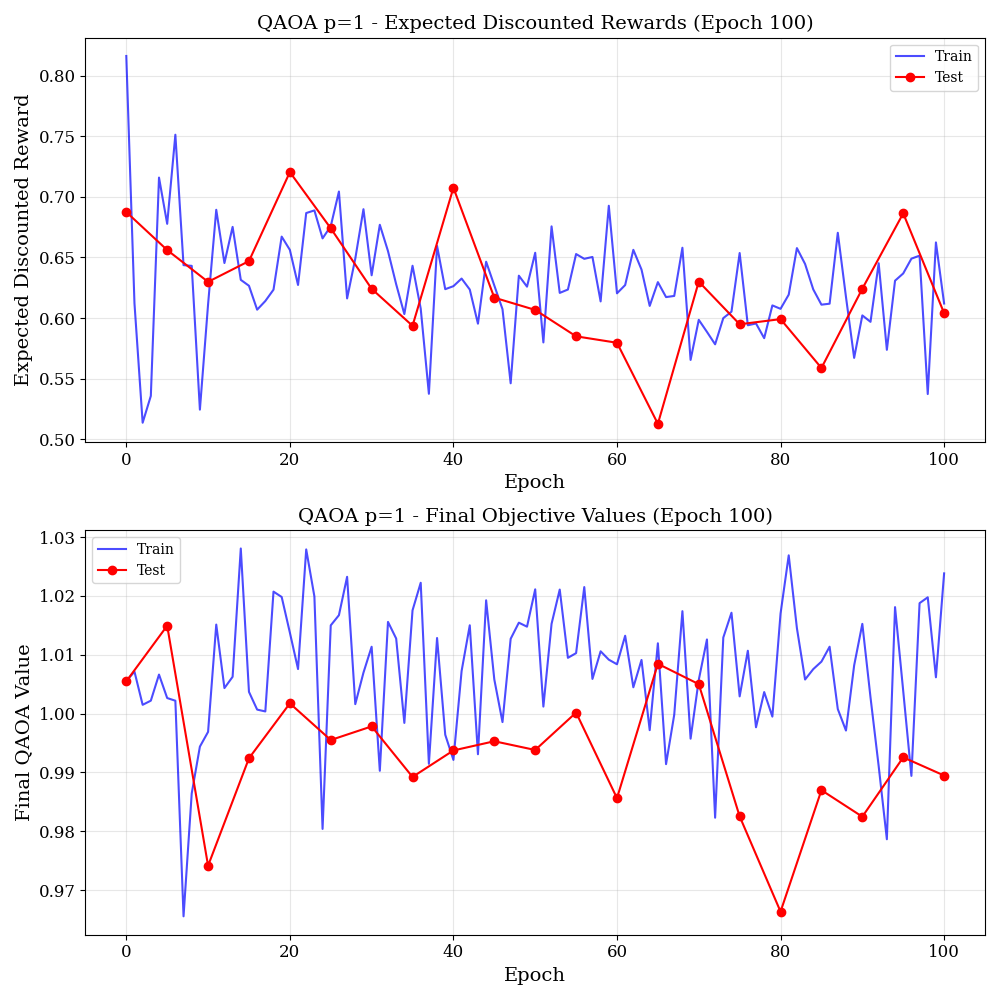 QAOA p=1 - Expected Discounted Rewards (Epoch 100)
Expected Discounted Reward
0.80
0.75
0.70
0.65
0.60
0.55
0.50
Train
Test
0 20 40 60 80 100
Epoch
QAOA p=1 - Final Objective Values (Epoch 100)
Final QAOA Value
1.03
1.02
1.01
1.00
0.99
0.98
0.97
Train
Test
0 20 40 60 80 100
Epoch